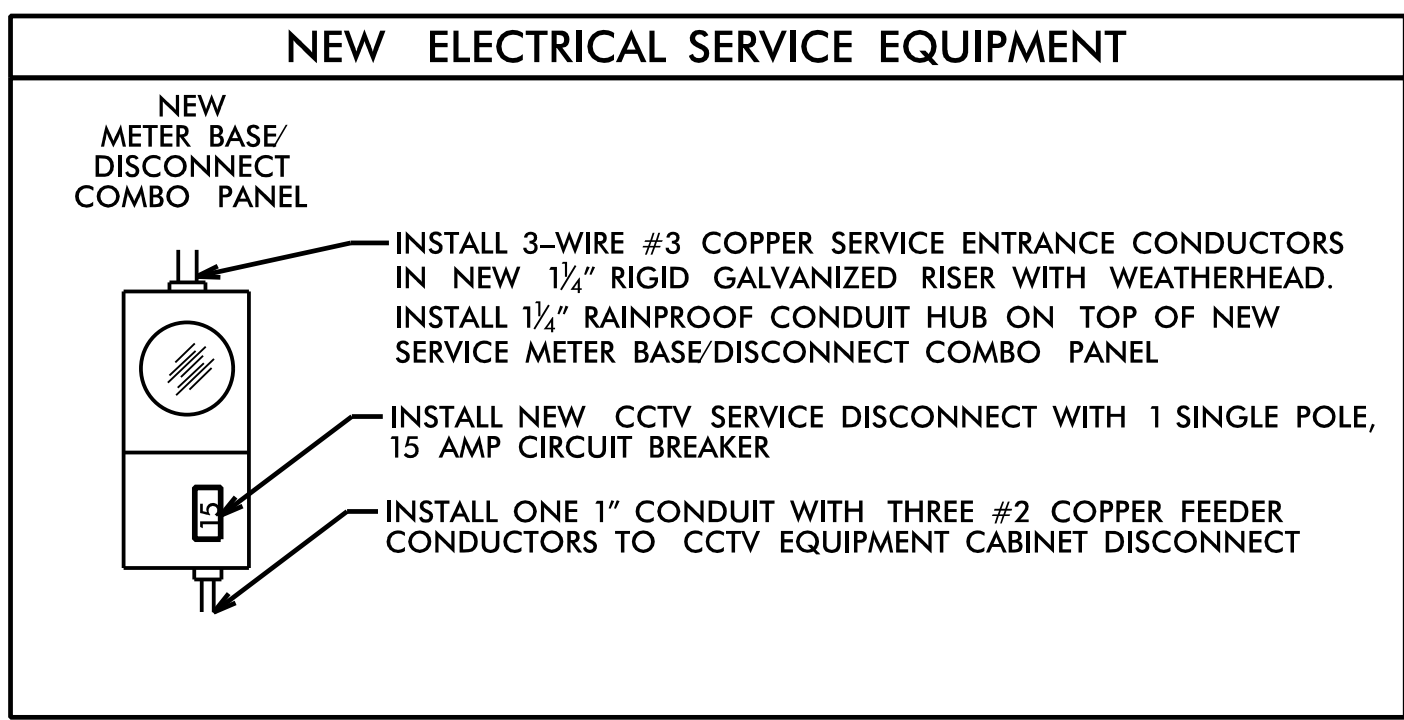 NEW ELECTRICAL SERVICE EQUIPMENT
NEW
METER BASE/
DISCONNECT
COMBO PANEL
INSTALL 3-WIRE #3 COPPER SERVICE ENTRANCE CONDUCTORS
IN NEW 1¼" RIGID GALVANIZED RISER WITH WEATHERHEAD.
INSTALL 1¼" RAINPROOF CONDUIT HUB ON TOP OF NEW
SERVICE METER BASE/DISCONNECT COMBO PANEL
INSTALL NEW CCTV SERVICE DISCONNECT WITH 1 SINGLE POLE,
15 AMP CIRCUIT BREAKER
15
INSTALL ONE 1" CONDUIT WITH THREE #2 COPPER FEEDER
CONDUCTORS TO CCTV EQUIPMENT CABINET DISCONNECT